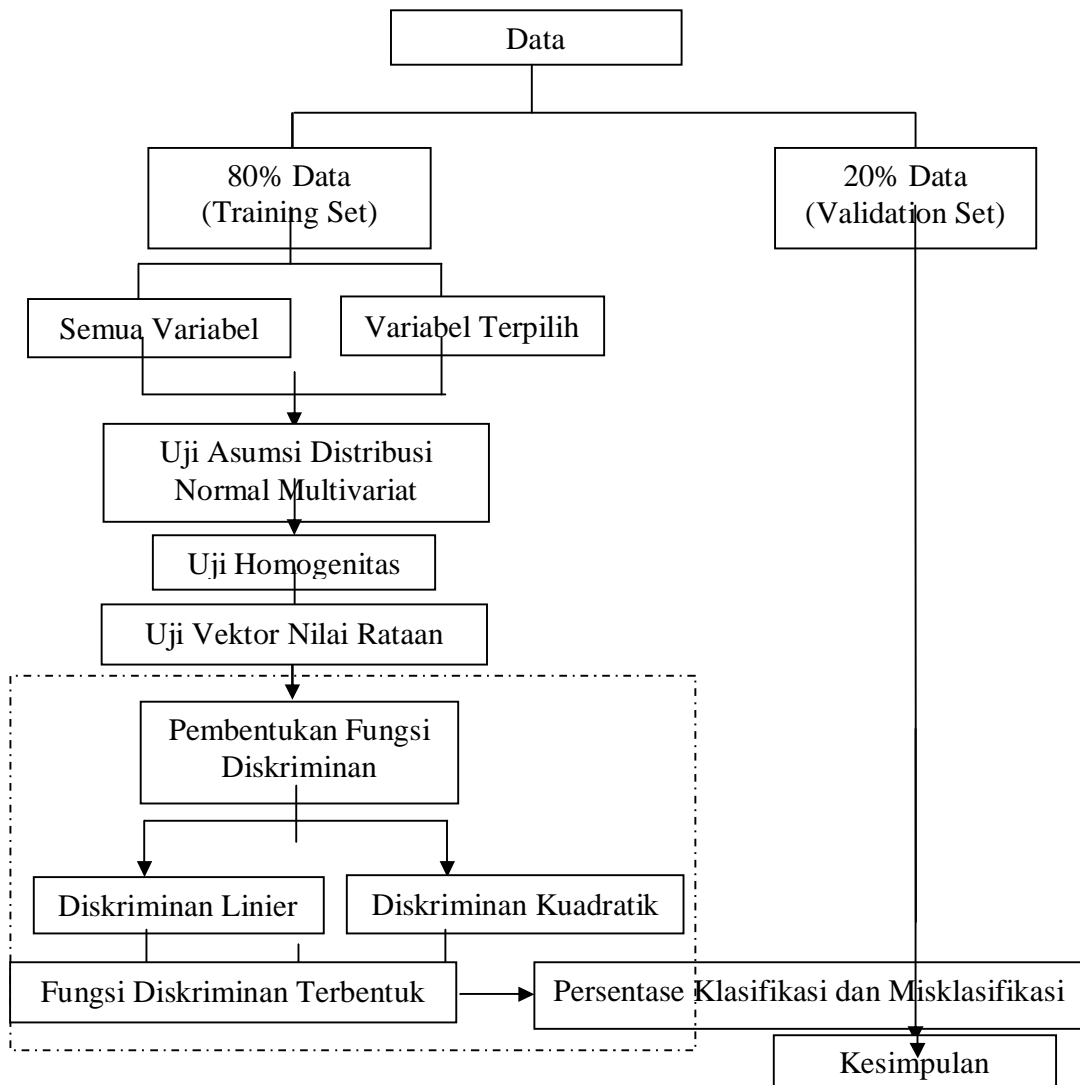 Data
80% Data
(Training Set)
20% Data
(Validation Set)
Semua Variabel
Variabel Terpilih
Uji Asumsi Distribusi
Normal Multivariat
Uji Homogenitas
Uji Vektor Nilai Rataan
Pembentukan Fungsi
Diskriminan
Diskriminan Linier
Diskriminan Kuadratik
Fungsi Diskriminan Terbentuk
Persentase Klasifikasi dan Misklasifikasi
Kesimpulan